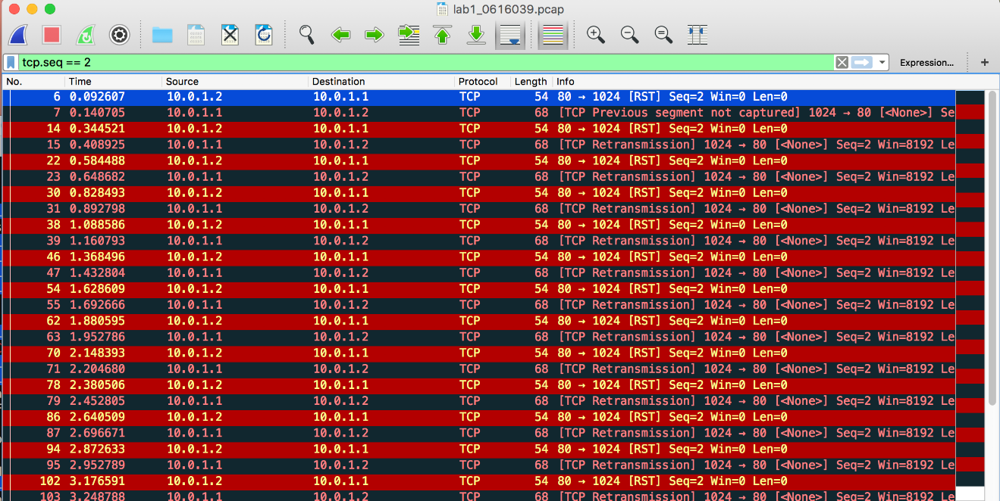 lab1_0616039.pcap
tcp.seq == 2 Expression... +
No. Time Source Destination Protocol Length Info
6 0.092607 10.0.1.2 10.0.1.1 TCP 54 80 → 1024 [RST] Seq=2 Win=0 Len=0
7 0.140705 10.0.1.1 10.0.1.2 TCP 68 [TCP Previous segment not captured] 1024 → 80 [<None>] Se
14 0.344521 10.0.1.2 10.0.1.1 TCP 54 80 → 1024 [RST] Seq=2 Win=0 Len=0
15 0.408925 10.0.1.1 10.0.1.2 TCP 68 [TCP Retransmission] 1024 → 80 [<None>] Seq=2 Win=8192 Le
22 0.584488 10.0.1.2 10.0.1.1 TCP 54 80 → 1024 [RST] Seq=2 Win=0 Len=0
23 0.648682 10.0.1.1 10.0.1.2 TCP 68 [TCP Retransmission] 1024 → 80 [<None>] Seq=2 Win=8192 Le
30 0.828493 10.0.1.2 10.0.1.1 TCP 54 80 → 1024 [RST] Seq=2 Win=0 Len=0
31 0.892798 10.0.1.1 10.0.1.2 TCP 68 [TCP Retransmission] 1024 → 80 [<None>] Seq=2 Win=8192 Le
38 1.088586 10.0.1.2 10.0.1.1 TCP 54 80 → 1024 [RST] Seq=2 Win=0 Len=0
39 1.160793 10.0.1.1 10.0.1.2 TCP 68 [TCP Retransmission] 1024 → 80 [<None>] Seq=2 Win=8192 Le
46 1.368496 10.0.1.2 10.0.1.1 TCP 54 80 → 1024 [RST] Seq=2 Win=0 Len=0
47 1.432804 10.0.1.1 10.0.1.2 TCP 68 [TCP Retransmission] 1024 → 80 [<None>] Seq=2 Win=8192 Le
54 1.628609 10.0.1.2 10.0.1.1 TCP 54 80 → 1024 [RST] Seq=2 Win=0 Len=0
55 1.692666 10.0.1.1 10.0.1.2 TCP 68 [TCP Retransmission] 1024 → 80 [<None>] Seq=2 Win=8192 Le
62 1.880595 10.0.1.2 10.0.1.1 TCP 54 80 → 1024 [RST] Seq=2 Win=0 Len=0
63 1.952786 10.0.1.1 10.0.1.2 TCP 68 [TCP Retransmission] 1024 → 80 [<None>] Seq=2 Win=8192 Le
70 2.148393 10.0.1.2 10.0.1.1 TCP 54 80 → 1024 [RST] Seq=2 Win=0 Len=0
71 2.204680 10.0.1.1 10.0.1.2 TCP 68 [TCP Retransmission] 1024 → 80 [<None>] Seq=2 Win=8192 Le
78 2.380506 10.0.1.2 10.0.1.1 TCP 54 80 → 1024 [RST] Seq=2 Win=0 Len=0
79 2.452805 10.0.1.1 10.0.1.2 TCP 68 [TCP Retransmission] 1024 → 80 [<None>] Seq=2 Win=8192 Le
86 2.640509 10.0.1.2 10.0.1.1 TCP 54 80 → 1024 [RST] Seq=2 Win=0 Len=0
87 2.696671 10.0.1.1 10.0.1.2 TCP 68 [TCP Retransmission] 1024 → 80 [<None>] Seq=2 Win=8192 Le
94 2.872633 10.0.1.2 10.0.1.1 TCP 54 80 → 1024 [RST] Seq=2 Win=0 Len=0
95 2.952789 10.0.1.1 10.0.1.2 TCP 68 [TCP Retransmission] 1024 → 80 [<None>] Seq=2 Win=8192 Le
102 3.176591 10.0.1.2 10.0.1.1 TCP 54 80 → 1024 [RST] Seq=2 Win=0 Len=0
103 3.248788 10.0.1.1 10.0.1.2 TCP 68 [TCP Retransmission] 1024 → 80 [<None>] Seq=2 Win=8192 Le